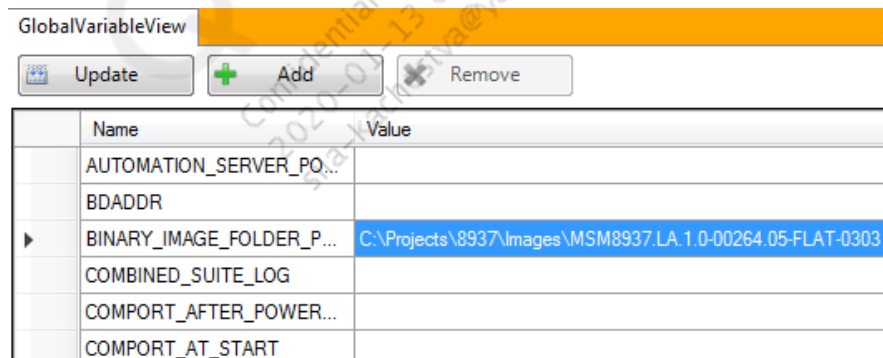 GlobalVariableView
Update Add Remove
Name Value
AUTOMATION_SERVER_PO...
BDADDR
BINARY_IMAGE_FOLDER_P... C:\Projects\8937\Images\MSM8937.LA.1.0-00264.05-FLAT-0303
COMBINED_SUITE_LOG
COMPORT_AFTER_POWER...
COMPORT_AT_START